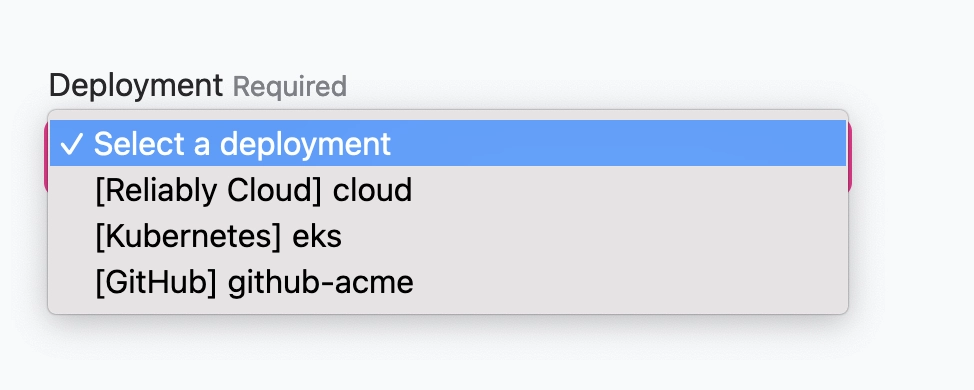 Deployment Required
✓ Select a deployment
[Reliably Cloud] cloud
[Kubernetes] eks
[GitHub] github-acme